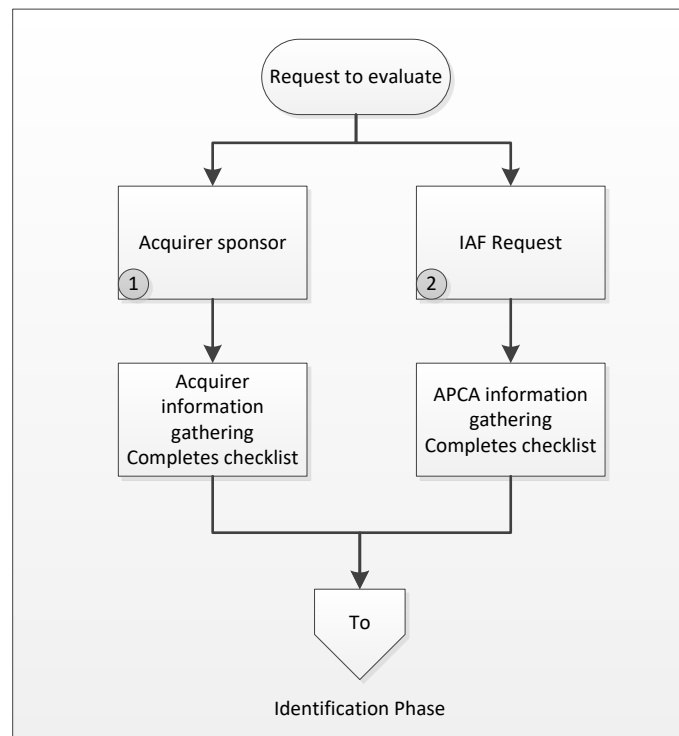 Request to evaluate
Acquirer sponsor
1
IAF Request
2
Acquirer
information
gathering
Completes checklist
APCA information
gathering
Completes checklist
To
Identification Phase